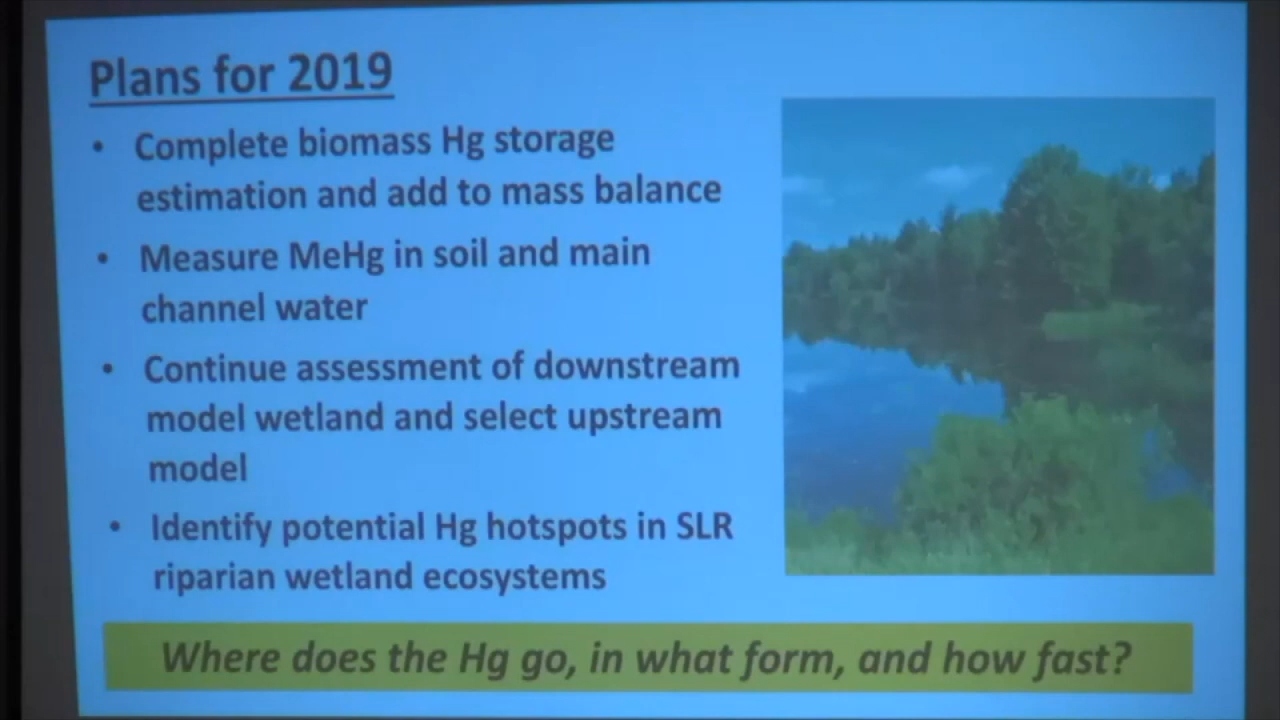 Plans for 2019
• Complete biomass Hg storage
estimation and add to mass balance
• Measure MeHg in soil and main
channel water
• Continue assessment of downstream
model wetland and select upstream
model
• Identify potential Hg hotspots in SLR
riparian wetland ecosystems
Where does the Hg go, in what form, and how fast?